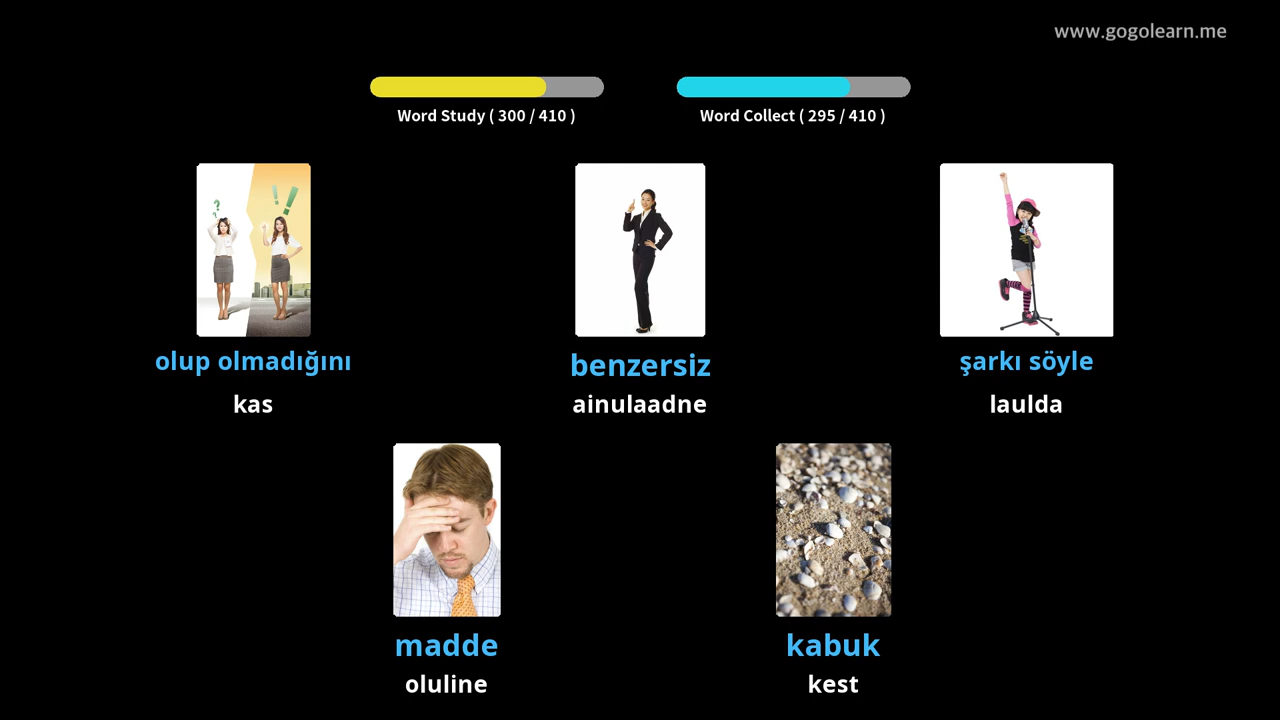 www.gogolearn.me
Word Study ( 300 / 410 )
Word Collect ( 295 / 410 )
olup olmadığını
kas
benzersiz
ainulaadne
şarkı söyle
laulda
madde
oluline
kabuk
kest